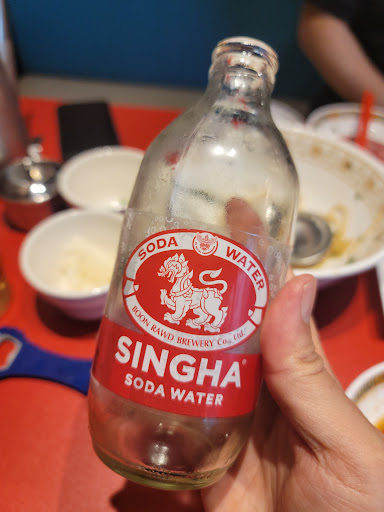 SODA WATER
BOON RAWD BREWERY Co., Ltd.
SINGHA®
SODA WATER